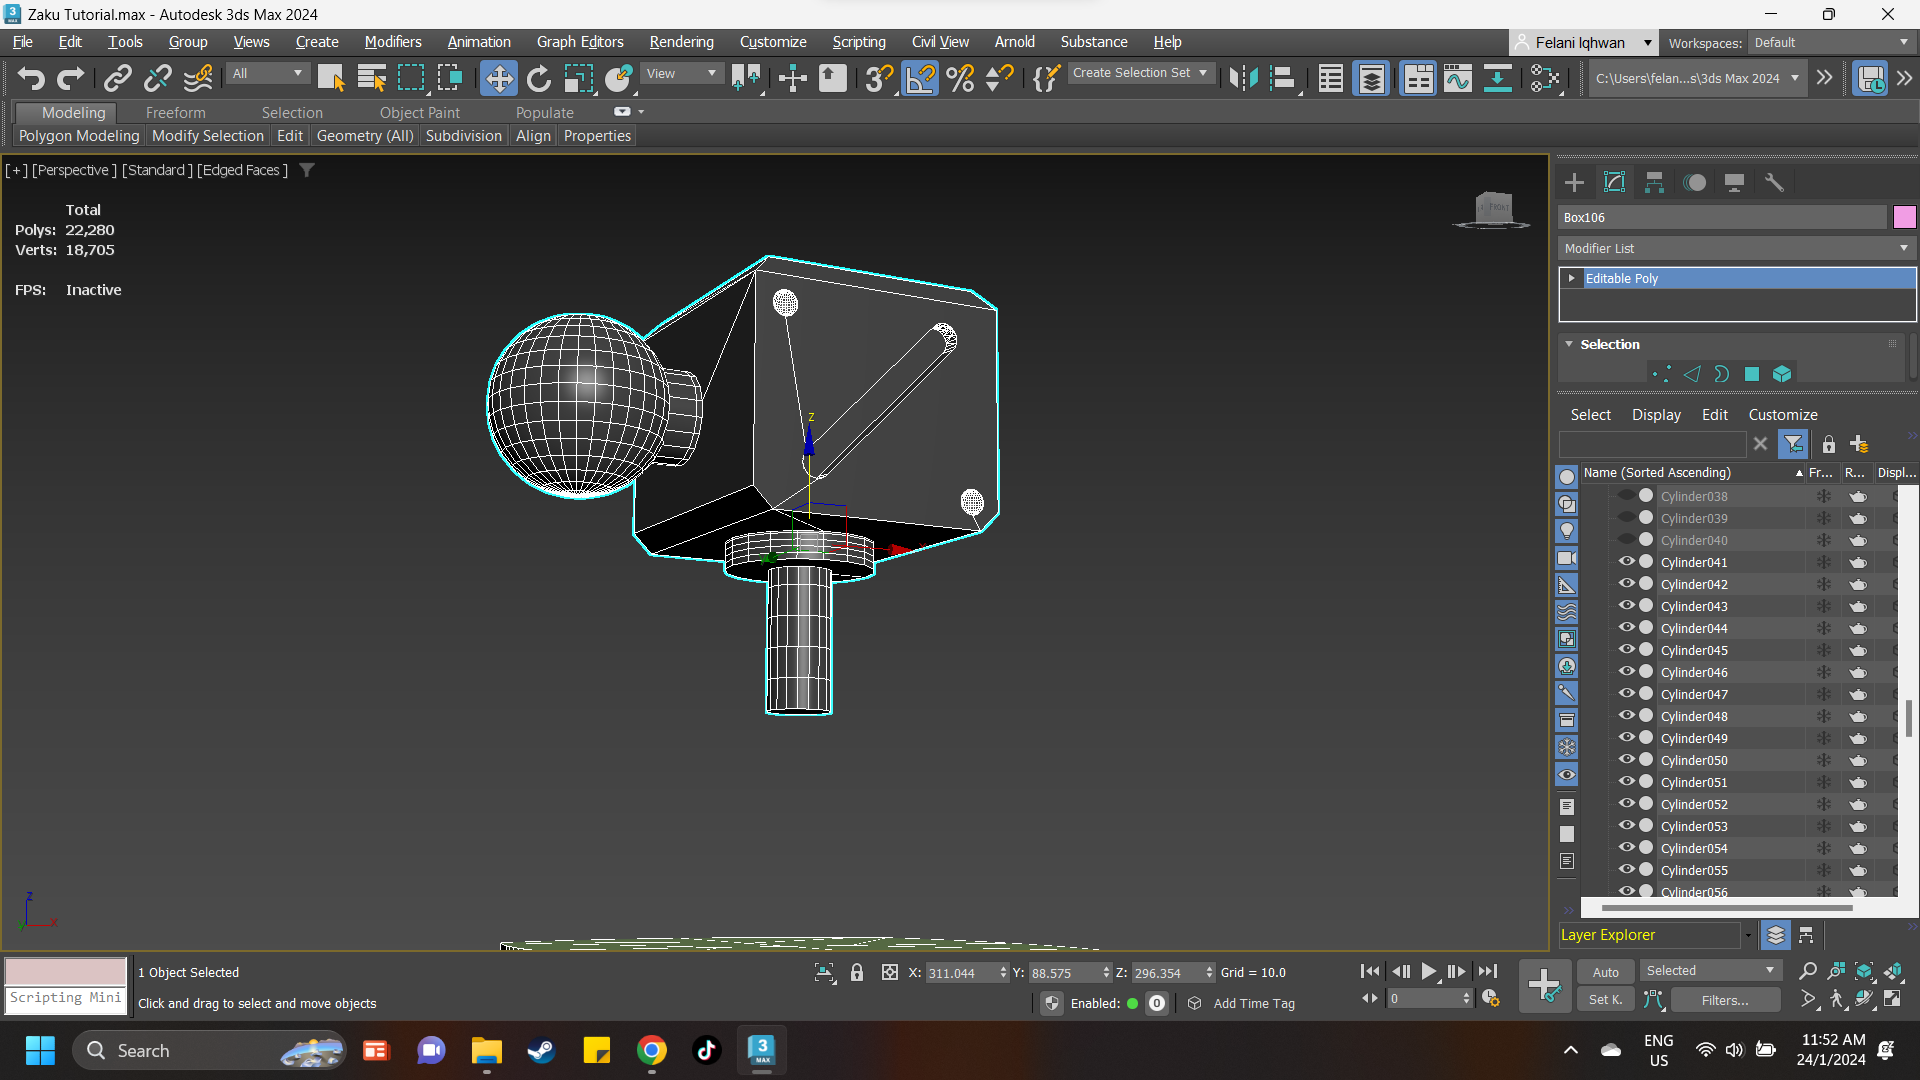 Zaku Tutorial.max - Autodesk 3ds Max 2024
File Edit Tools Group Views Create Modifiers Animation Graph Editors Rendering Customize Scripting Civil View Arnold Substance Help
Felani Iqhwan
Workspaces: Default
All
View
Create Selection Set
C:\Users\felan...s\3ds Max 2024
Modeling Freeform Selection Object Paint Populate
Polygon Modeling Modify Selection Edit Geometry (All) Subdivision Align Properties
[+] [Perspective ] [Standard ] [Edged Faces ]
Total
Polys: 22,280
Verts: 18,705
FPS: Inactive
FRONT
z
z
x
Box106
Modifier List
Editable Poly
Selection
Select Display Edit Customize
Name (Sorted Ascending) Fr... R... Displ...
Cylinder038
Cylinder039
Cylinder040
Cylinder041
Cylinder042
Cylinder043
Cylinder044
Cylinder045
Cylinder046
Cylinder047
Cylinder048
Cylinder049
Cylinder050
Cylinder051
Cylinder052
Cylinder053
Cylinder054
Cylinder055
Cylinder056
Layer Explorer
1 Object Selected
X: 311.044 Y: 88.575 Z: 296.354 Grid = 10.0
Auto Selected
Scripting Mini
Click and drag to select and move objects
Enabled: 0 Add Time Tag
0
Set K. Filters...
Search
3
MAX
ENG
US
11:52 AM
24/1/2024